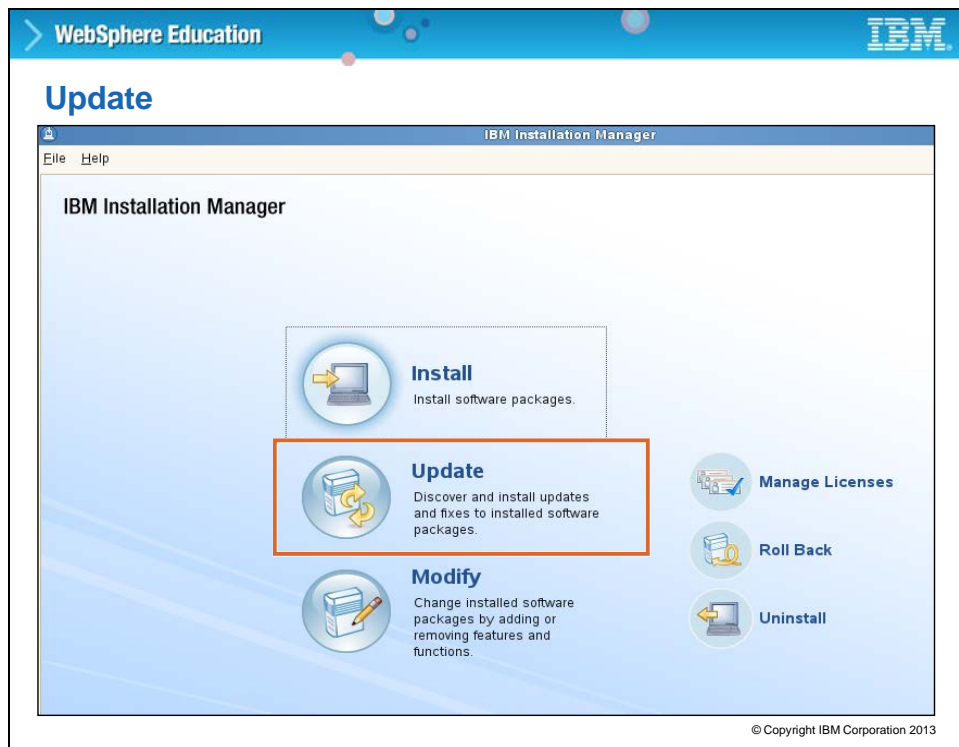 WebSphere Education
IBM.
Update
IBM Installation Manager
File Help
IBM Installation Manager
Install
Install software packages.
Update
Discover and install updates
and fixes to installed software
packages.
Modify
Change installed software
packages by adding or
removing features and
functions.
Manage Licenses
Roll Back
Uninstall
© Copyright IBM Corporation 2013